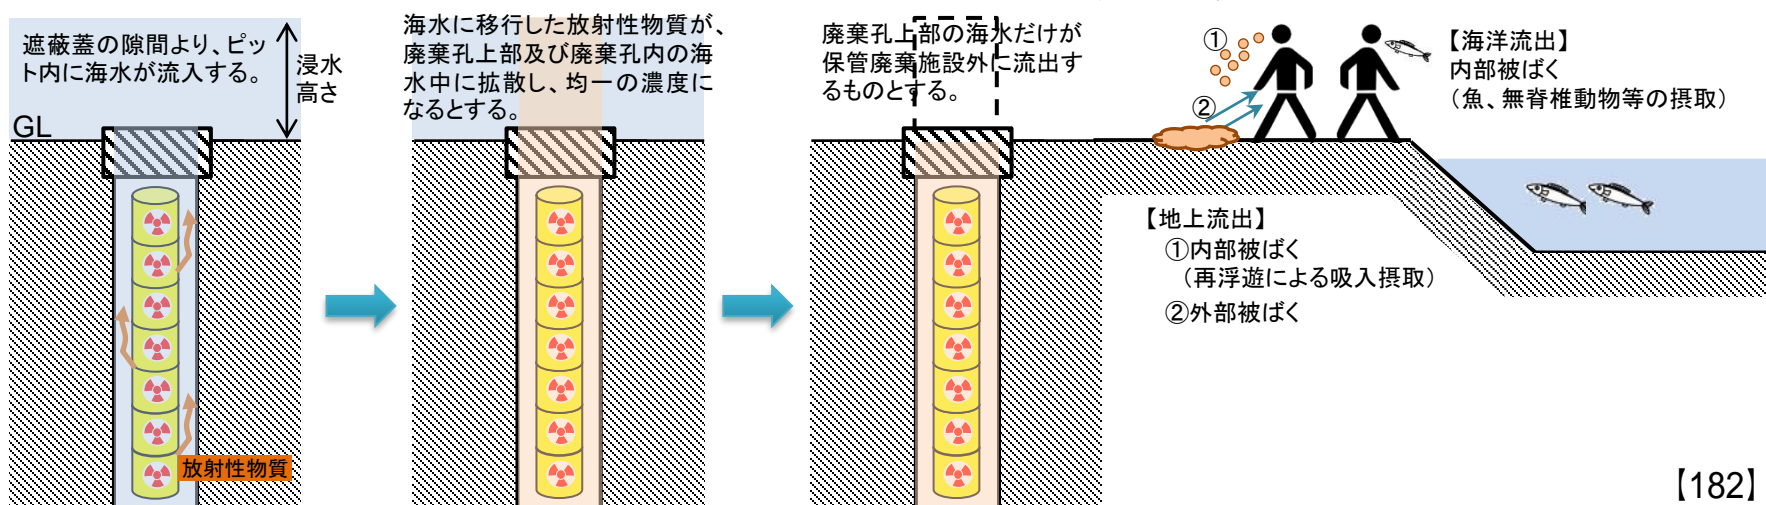 遮蔽蓋の隙間より、ピッ
ト内に海水が流入する。
浸水
高さ
GL
放射性物質
海水に移行した放射性物質が、
廃棄孔上部及び廃棄孔内の海
水中に拡散し、均一の濃度に
なるとする。
廃棄孔上部の海水だけが
保管廃棄施設外に流出す
るものとする。
①
②
【海洋流出】
内部被ばく
（魚、無脊椎動物等の摂取）
【地上流出】
①内部被ばく
（再浮遊による吸入摂取）
②外部被ばく
【182】